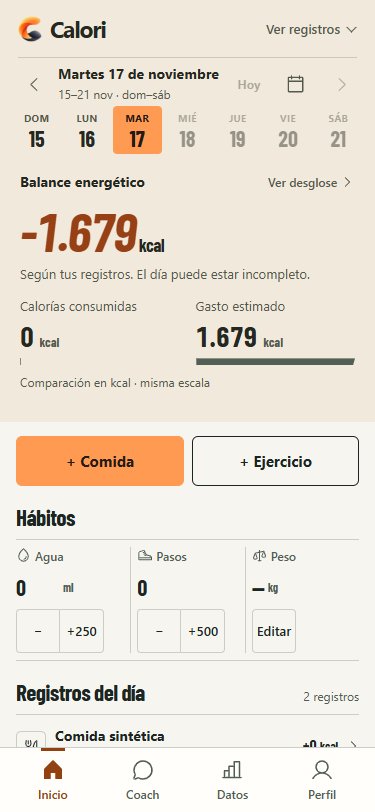 Calori
Ver registros
Martes 17 de noviembre
15–21 nov · dom–sáb
Hoy
DOM LUN MAR MIÉ JUE VIE SÁB
15 16 17 18 19 20 21
Balance energético
Ver desglose
-1.679 kcal
Según tus registros. El día puede estar incompleto.
Calorías consumidas
Gasto estimado
0 kcal
1.679 kcal
Comparación en kcal · misma escala
+ Comida
+ Ejercicio
Hábitos
Agua
Pasos
Peso
0 ml
0
– kg
− +250
− +500
Editar
Registros del día
2 registros
Comida sintética
+0 kcal
Inicio
Coach
Datos
Perfil